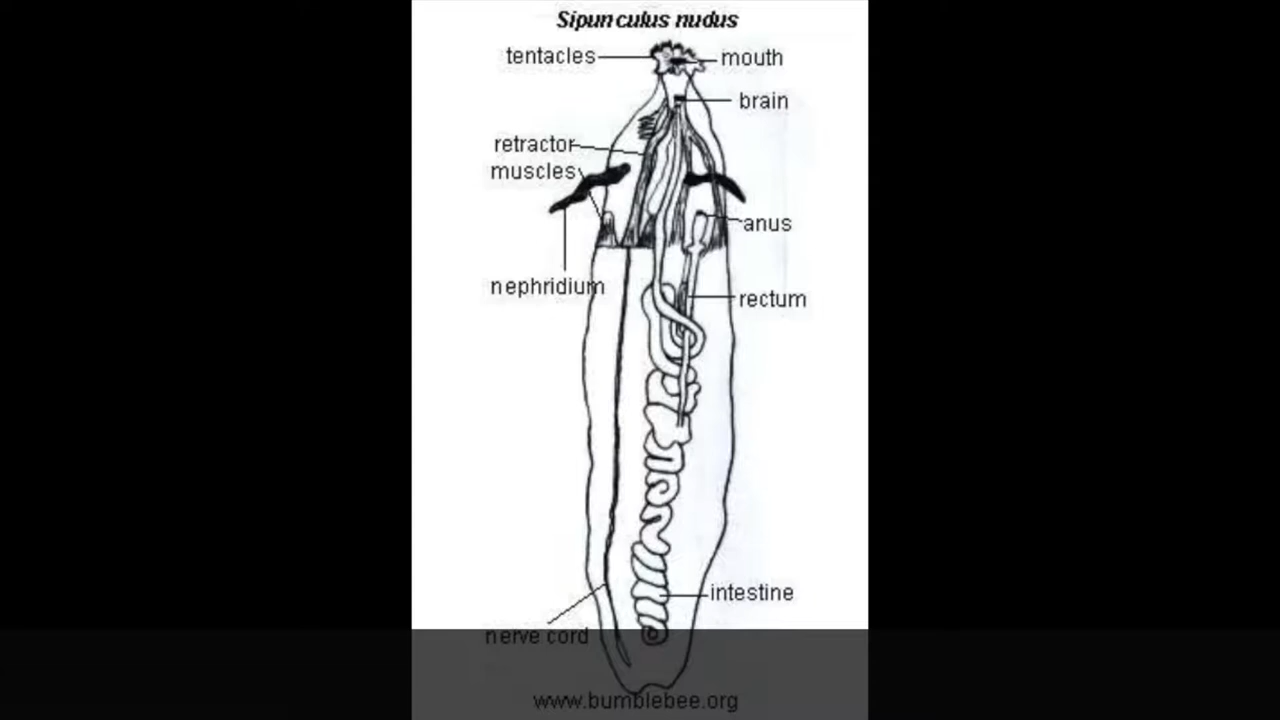 Sipunculus nudus
tentacles
mouth
brain
retractor
muscles
anus
nephridium
rectum
intestine
nerve cord
www.bumblebee.org